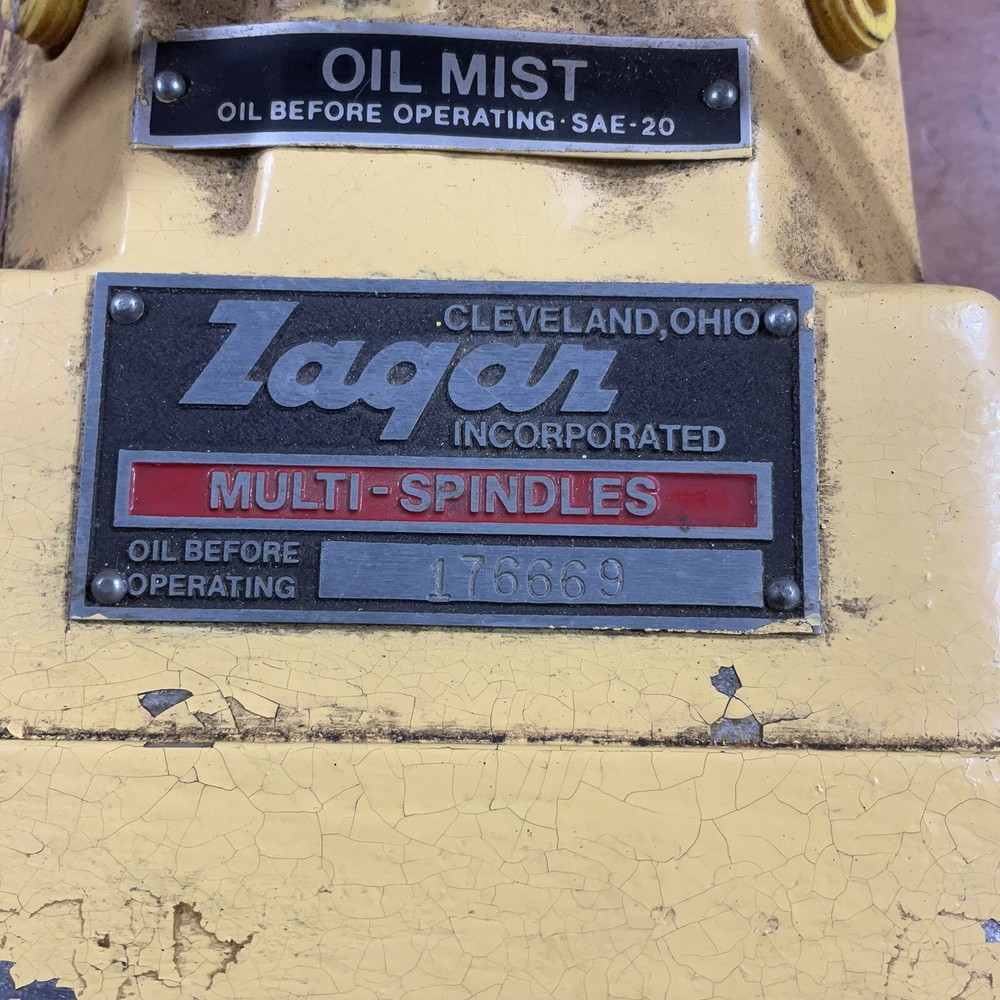 OIL MIST
OIL BEFORE OPERATING·SAE-20
CLEVELAND, OHIO
Zagar
INCORPORATED
MULTI-SPINDLES
OIL BEFORE
OPERATING
176669